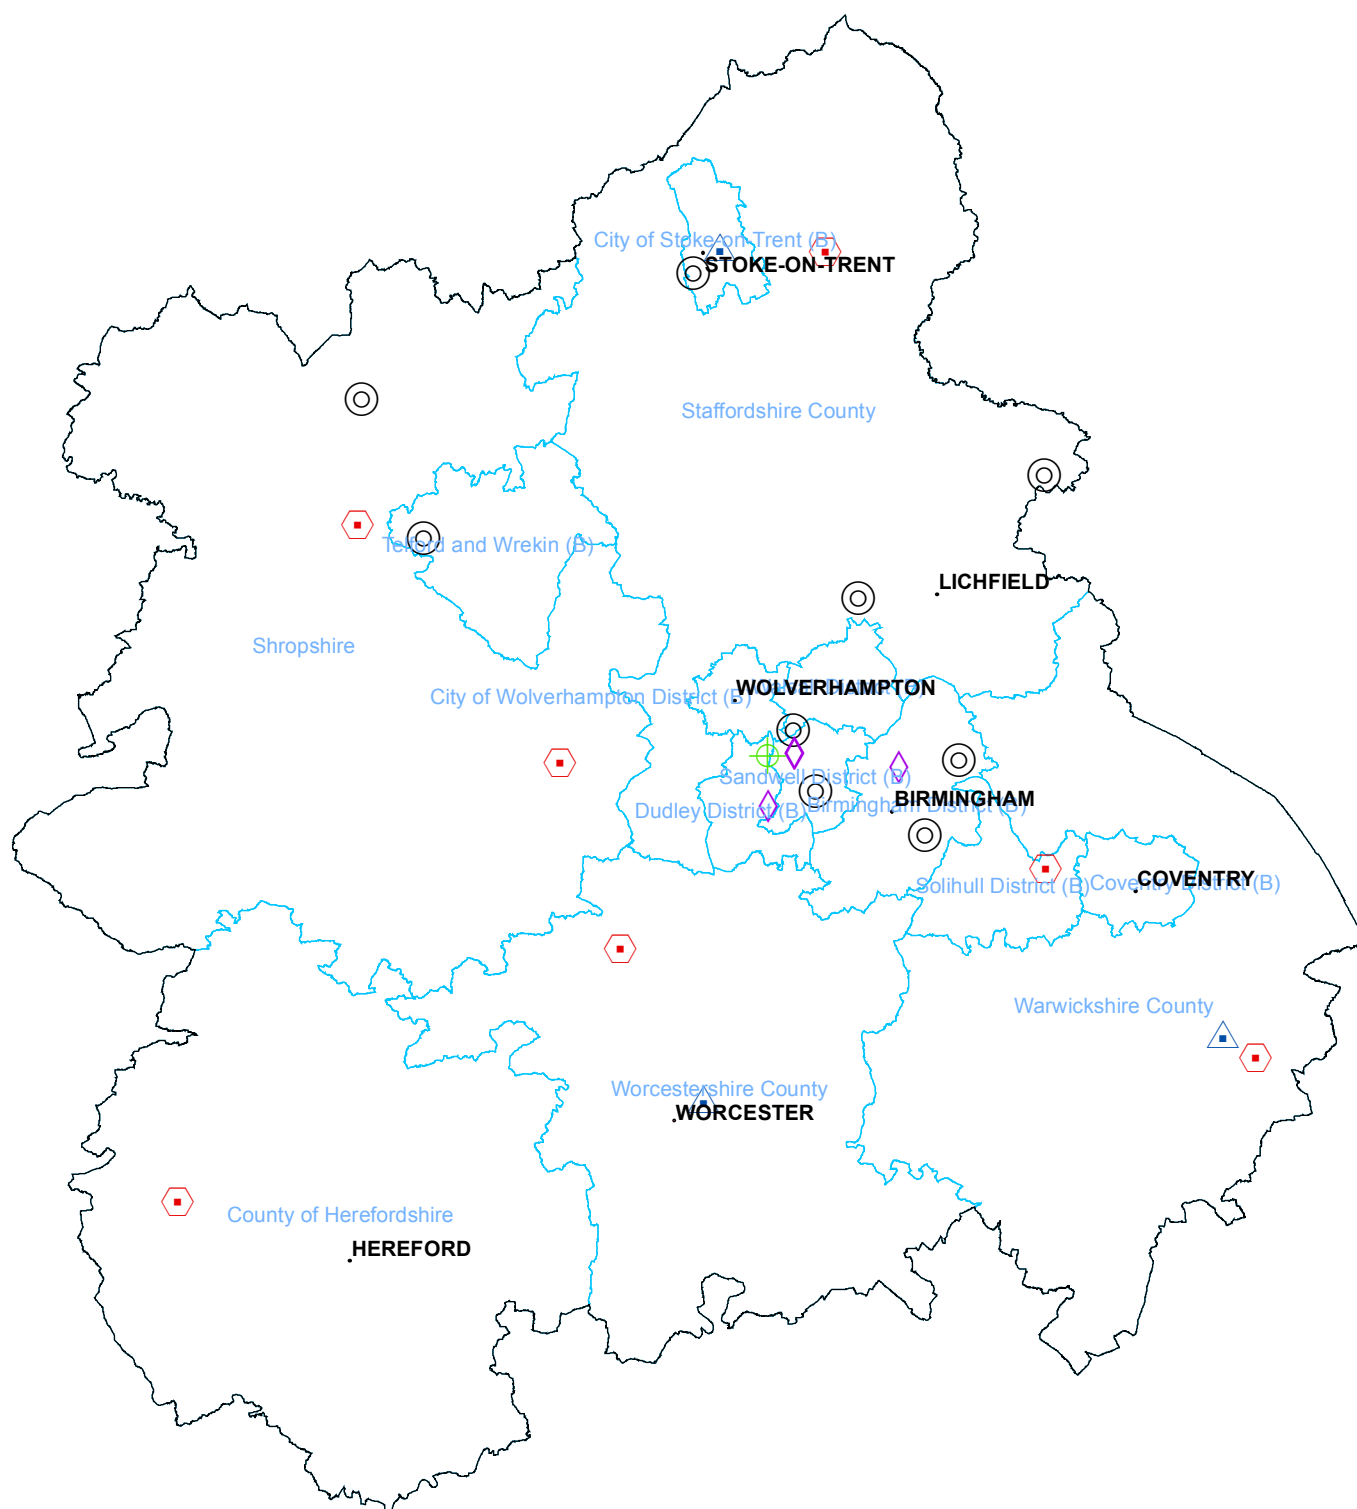 City of Stoke-on-Trent (B)
STOKE-ON-TRENT
Staffordshire County
Telford and Wrekin (B)
LICHFIELD
Shropshire
WOLVERHAMPTON
City of Wolverhampton District (B)
Sandwell District (B)
BIRMINGHAM
Dudley District (B)
Birmingham District (B)
COVENTRY
Solihull District (B)
Coventry District (B)
Warwickshire County
Worcestershire County
WORCESTER
County of Herefordshire
HEREFORD